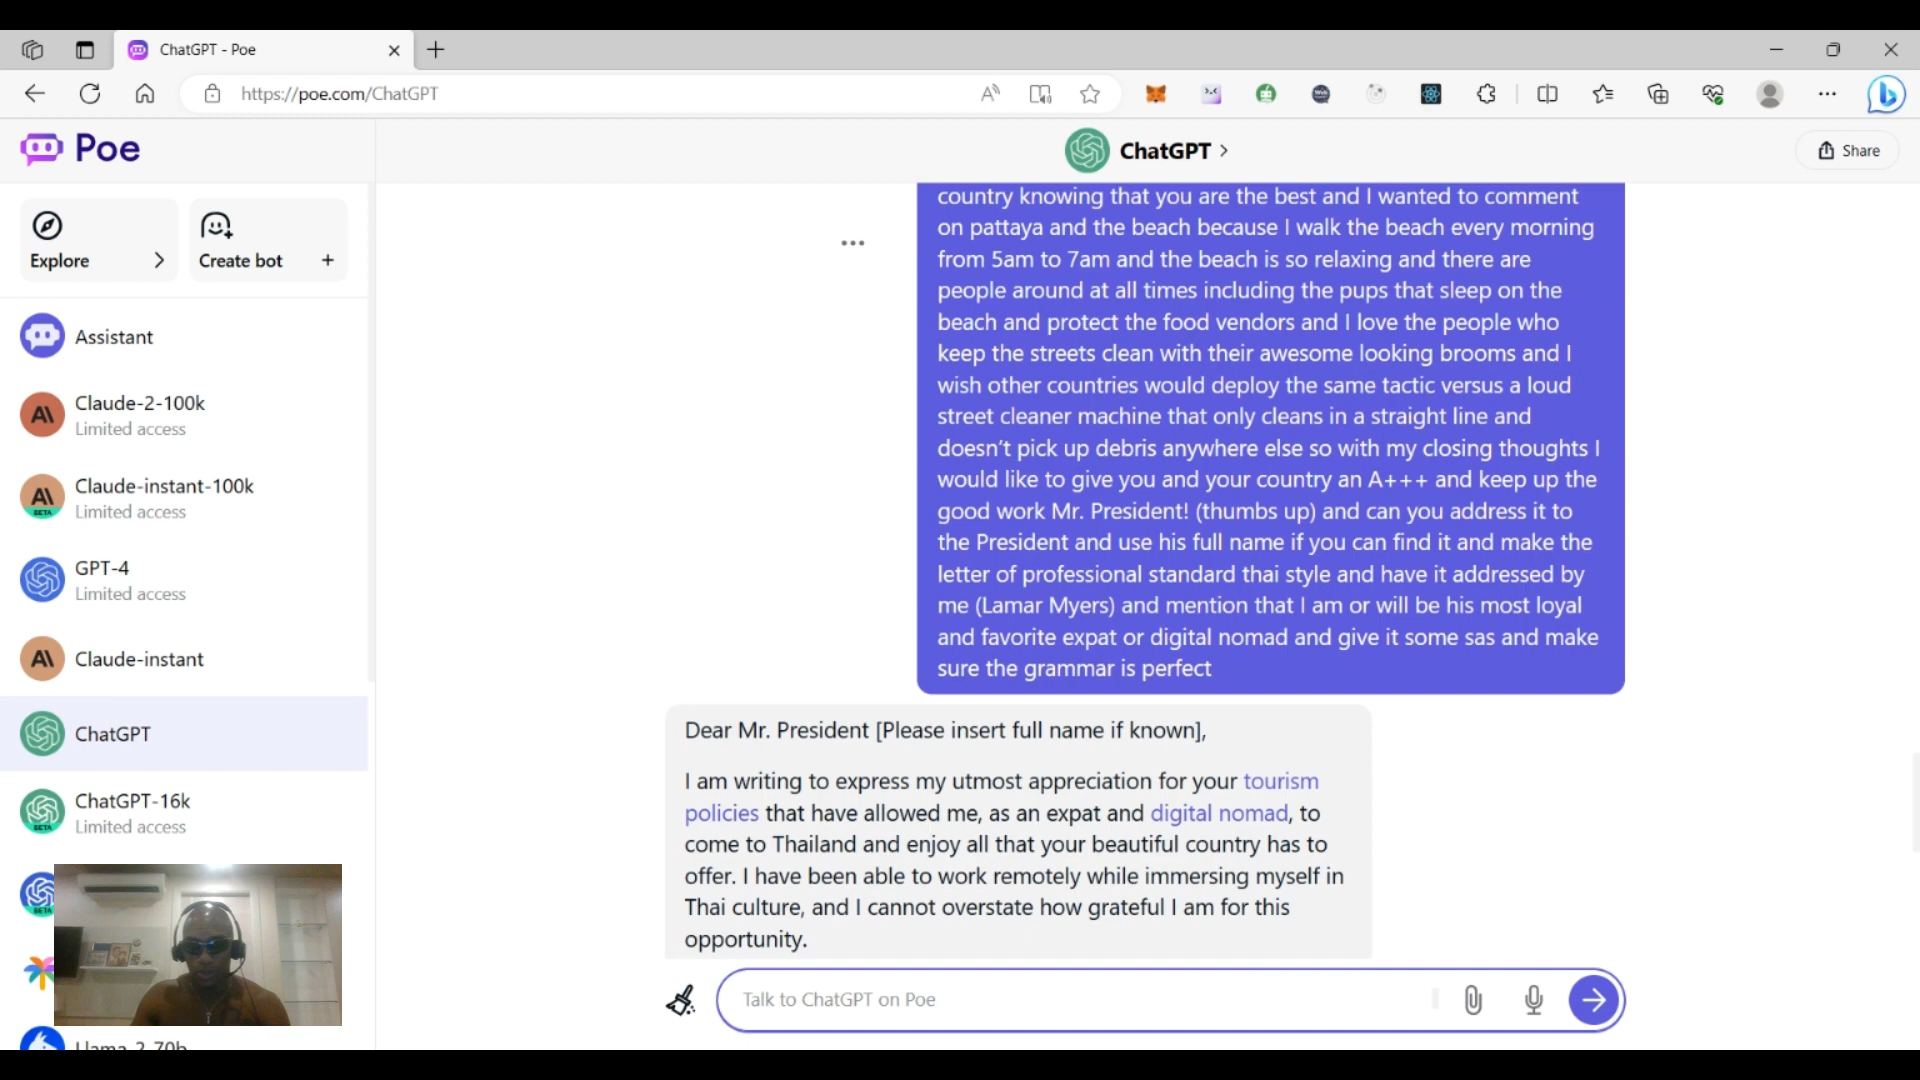 ChatGPT - Poe
https://poe.com/ChatGPT
Poe
ChatGPT
Share
Explore
Create bot +
Assistant
Claude-2-100k
Limited access
Claude-instant-100k
Limited access
BETA
GPT-4
Limited access
Claude-instant
ChatGPT
ChatGPT-16k
Limited access
BETA
BETA
Llama-2-70b
country knowing that you are the best and I wanted to comment
on pattaya and the beach because I walk the beach every morning
from 5am to 7am and the beach is so relaxing and there are
people around at all times including the pups that sleep on the
beach and protect the food vendors and I love the people who
keep the streets clean with their awesome looking brooms and I
wish other countries would deploy the same tactic versus a loud
street cleaner machine that only cleans in a straight line and
doesn't pick up debris anywhere else so with my closing thoughts I
would like to give you and your country an A+++ and keep up the
good work Mr. President! (thumbs up) and can you address it to
the President and use his full name if you can find it and make the
letter of professional standard thai style and have it addressed by
me (Lamar Myers) and mention that I am or will be his most loyal
and favorite expat or digital nomad and give it some sas and make
sure the grammar is perfect
Dear Mr. President [Please insert full name if known],
I am writing to express my utmost appreciation for your tourism
policies that have allowed me, as an expat and digital nomad, to
come to Thailand and enjoy all that your beautiful country has to
offer. I have been able to work remotely while immersing myself in
Thai culture, and I cannot overstate how grateful I am for this
opportunity.
Talk to ChatGPT on Poe